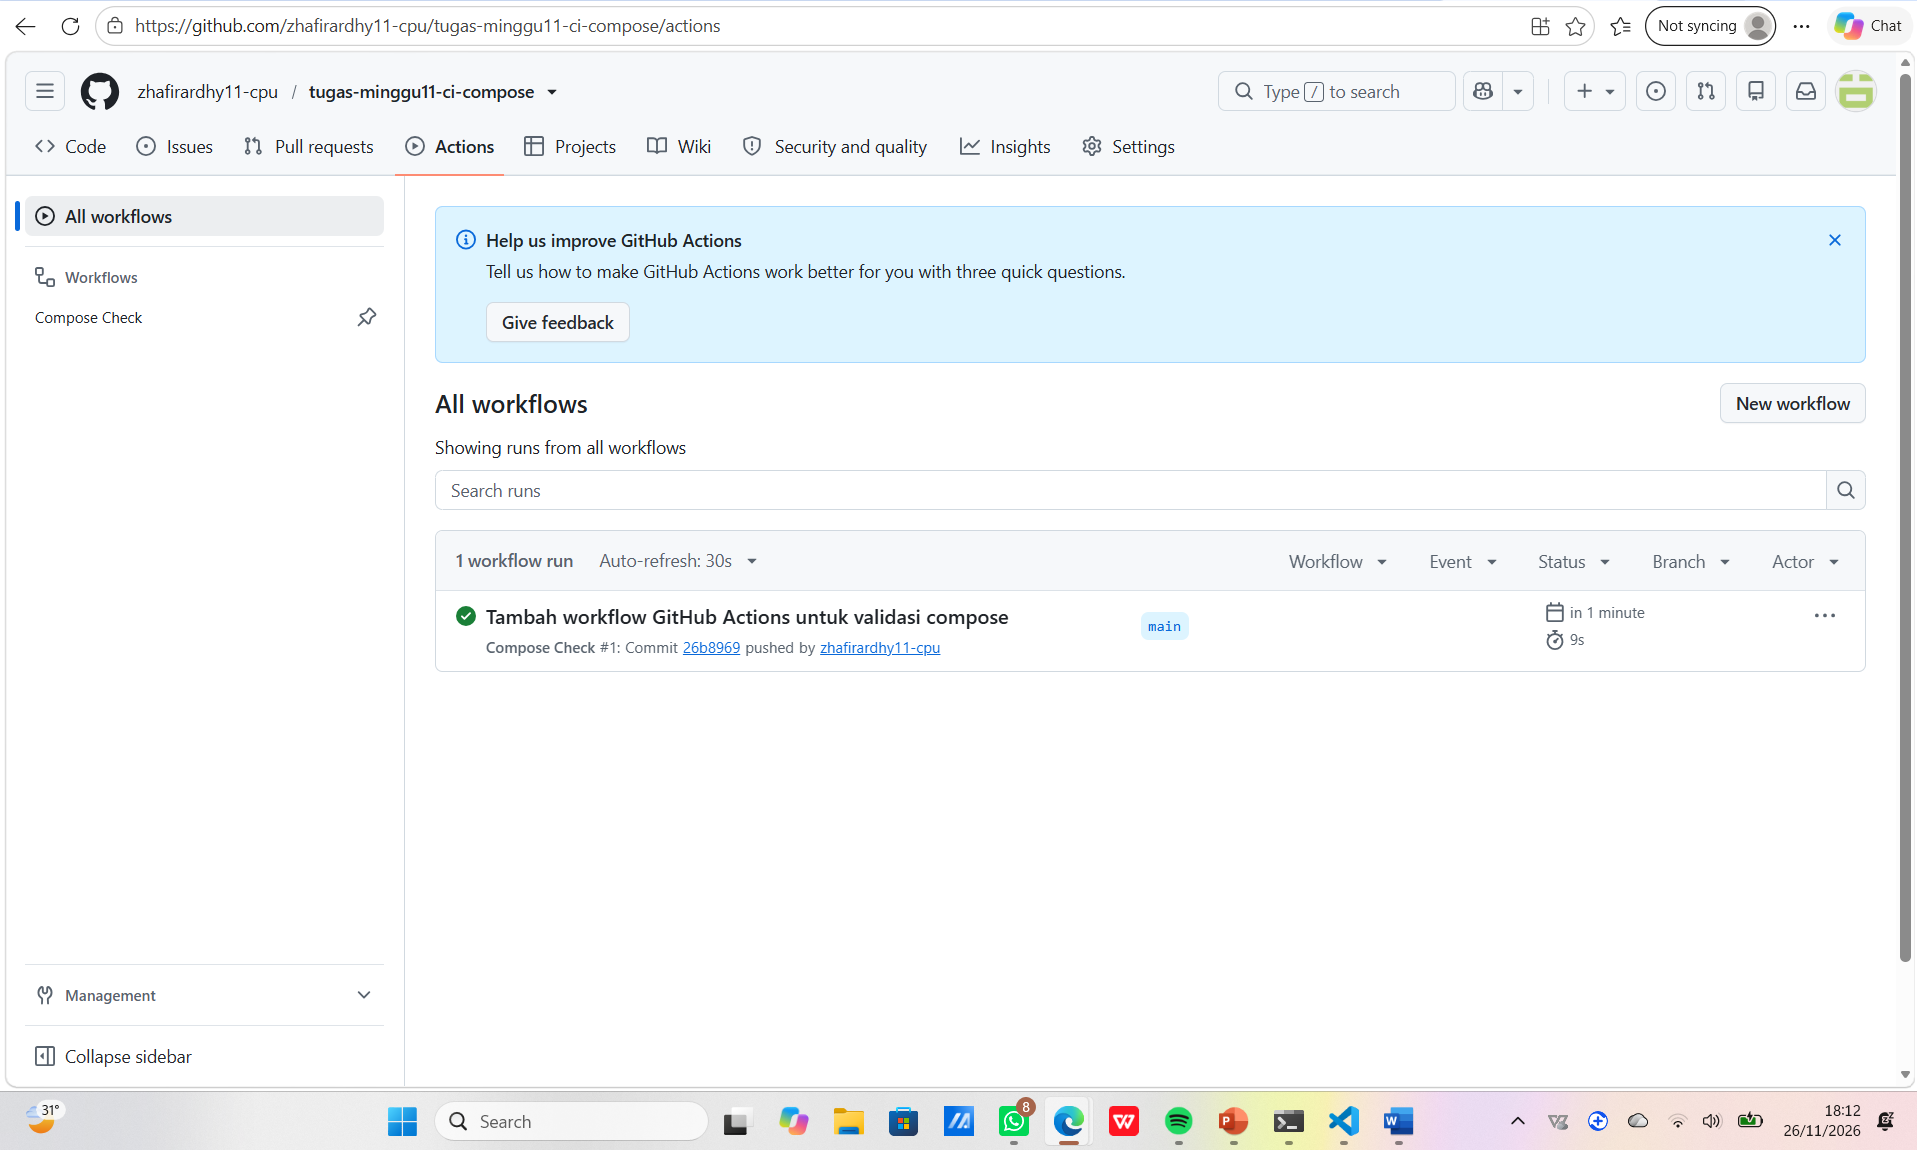 https://github.com/zhafirardhy11-cpu/tugas-minggu11-ci-compose/actions
Not syncing
Chat
zhafirardhy11-cpu / tugas-minggu11-ci-compose
Type / to search
Code
Issues
Pull requests
Actions
Projects
Wiki
Security and quality
Insights
Settings
All workflows
Workflows
Compose Check
Management
Collapse sidebar
Help us improve GitHub Actions
Tell us how to make GitHub Actions work better for you with three quick questions.
Give feedback
All workflows
New workflow
Showing runs from all workflows
Search runs
1 workflow run
Auto-refresh: 30s
Workflow
Event
Status
Branch
Actor
Tambah workflow GitHub Actions untuk validasi compose
Compose Check #1: Commit 26b8969 pushed by zhafirardhy11-cpu
main
in 1 minute
9s
31°
Search
8
18:12
26/11/2026